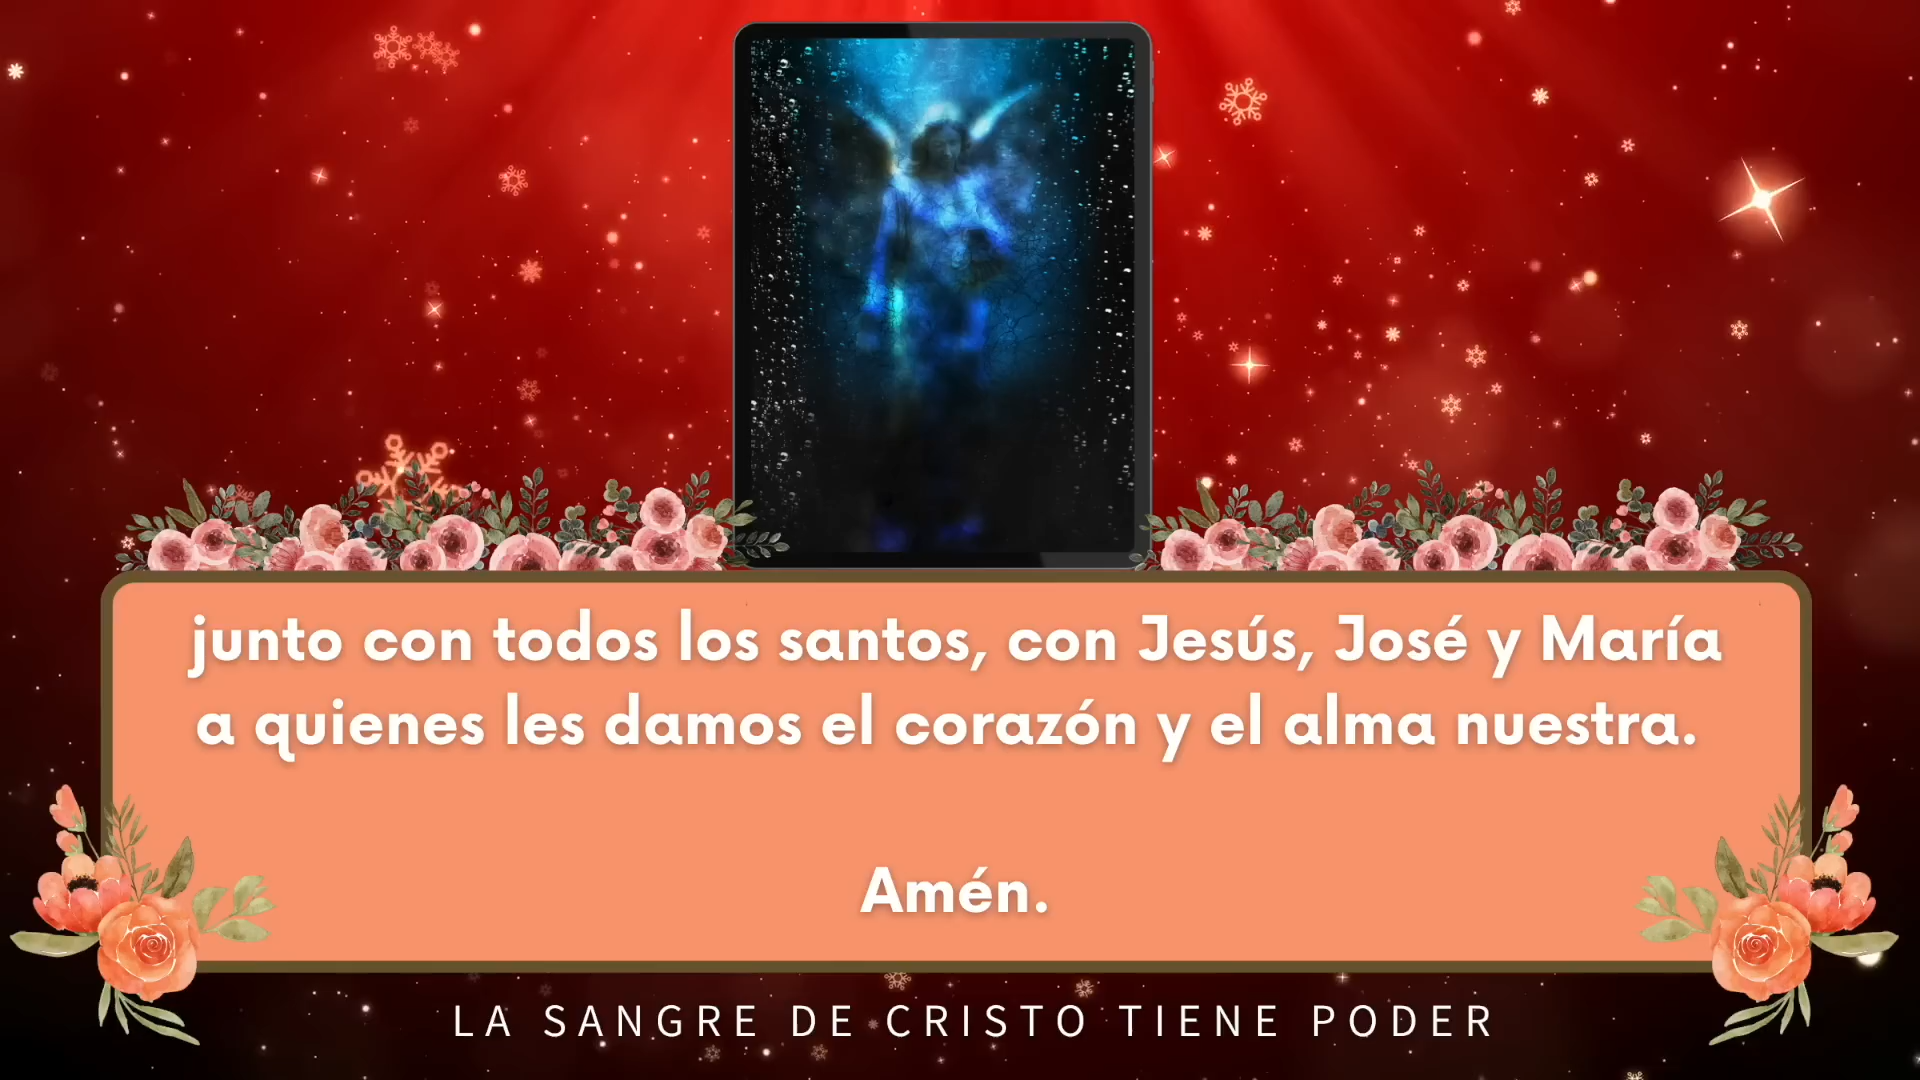 junto con todos los santos, con Jesús, José y María
a quienes les damos el corazón y el alma nuestra.
Amén.
LA SANGRE DE CRISTO TIENE PODER